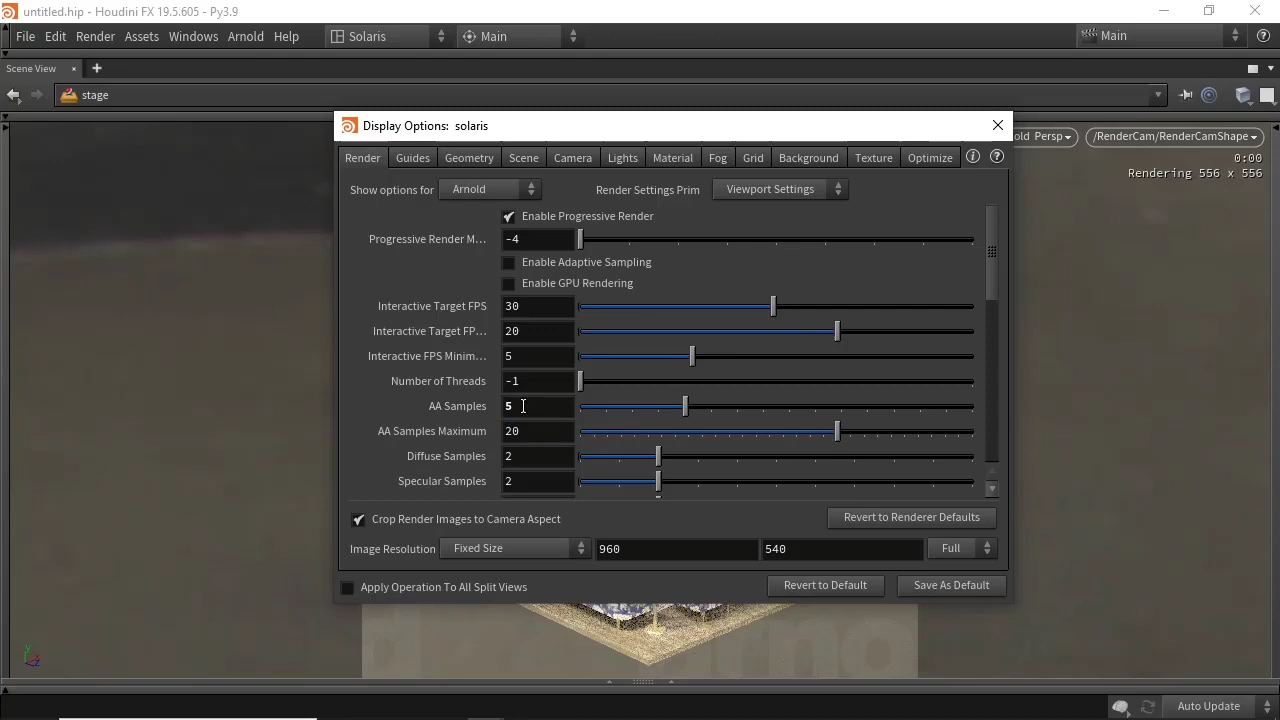 untitled.hip - Houdini FX 19.5.605 - Py3.9
File Edit Render Assets Windows Arnold Help Solaris Main Main
Scene View
stage
Display Options: solaris
old Persp /RenderCam/RenderCamShape
Render Guides Geometry Scene Camera Lights Material Fog Grid Background Texture Optimize
0:00
Rendering 556 x 556
Show options for Arnold Render Settings Prim Viewport Settings
Enable Progressive Render
Progressive Render M... -4
Enable Adaptive Sampling
Enable GPU Rendering
Interactive Target FPS 30
Interactive Target FP... 20
Interactive FPS Minim... 5
Number of Threads -1
AA Samples 5
AA Samples Maximum 20
Diffuse Samples 2
Specular Samples 2
Crop Render Images to Camera Aspect Revert to Renderer Defaults
Image Resolution Fixed Size 960 540 Full
Apply Operation To All Split Views Revert to Default Save As Default
y
z
Auto Update